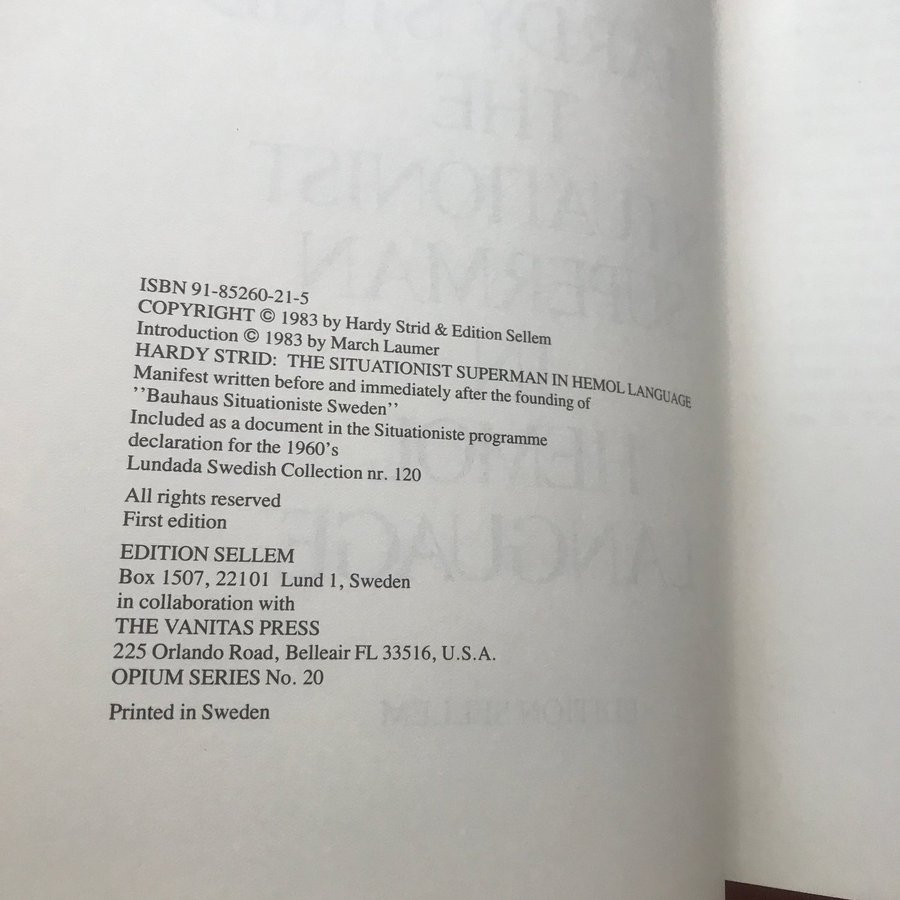 ISBN 91-85260-21-5
COPYRIGHT © 1983 by Hardy Strid & Edition Sellem
Introduction © 1983 by March Laumer
HARDY STRID: THE SITUATIONIST SUPERMAN IN HEMOL LANGUAGE
Manifest written before and immediately after the founding of
''Bauhaus Situationiste Sweden''
Included as a document in the Situationiste programme
declaration for the 1960's
Lundada Swedish Collection nr. 120
All rights reserved
First edition
EDITION SELLEM
Box 1507, 22101 Lund 1, Sweden
in collaboration with
THE VANITAS PRESS
225 Orlando Road, Belleair FL 33516, U.S.A.
OPIUM SERIES No. 20
Printed in Sweden